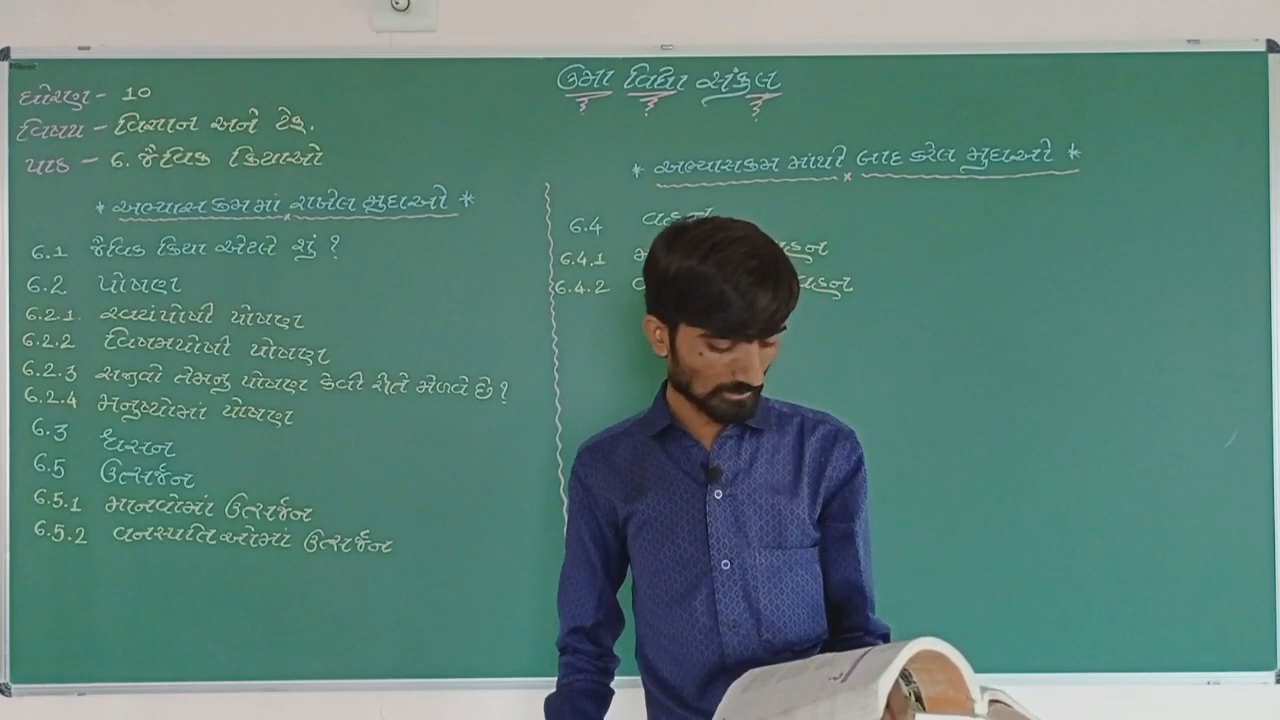 ઉમા વિદ્યા સંકુલ
ધોરણ - 10
વિષય - વિજ્ઞાન અને ટેક.
પાઠ - 6. જૈવિક ક્રિયાઓ
* અભ્યાસક્રમમાં રાખેલ મુદ્દાઓ *
6.1 જૈવિક ક્રિયા એટલે શું ?
6.2 પોષણ
6.2.1. સ્વયંપોષી પોષણ
6.2.2 વિષમપોષી પોષણ
6.2.3 સજીવો તેમનું પોષણ કેવી રીતે મેળવે છે ?
6.2.4 મનુષ્યોમાં પોષણ
6.3 શ્વસન
6.5 ઉત્સર્જન
6.5.1 માનવોમાં ઉત્સર્જન
6.5.2 વનસ્પતિઓમાં ઉત્સર્જન
* અભ્યાસક્રમ માંથી બાદ કરેલ મુદ્દાઓ *
6.4 વહન
6.4.1 વહન
6.4.2 વહન